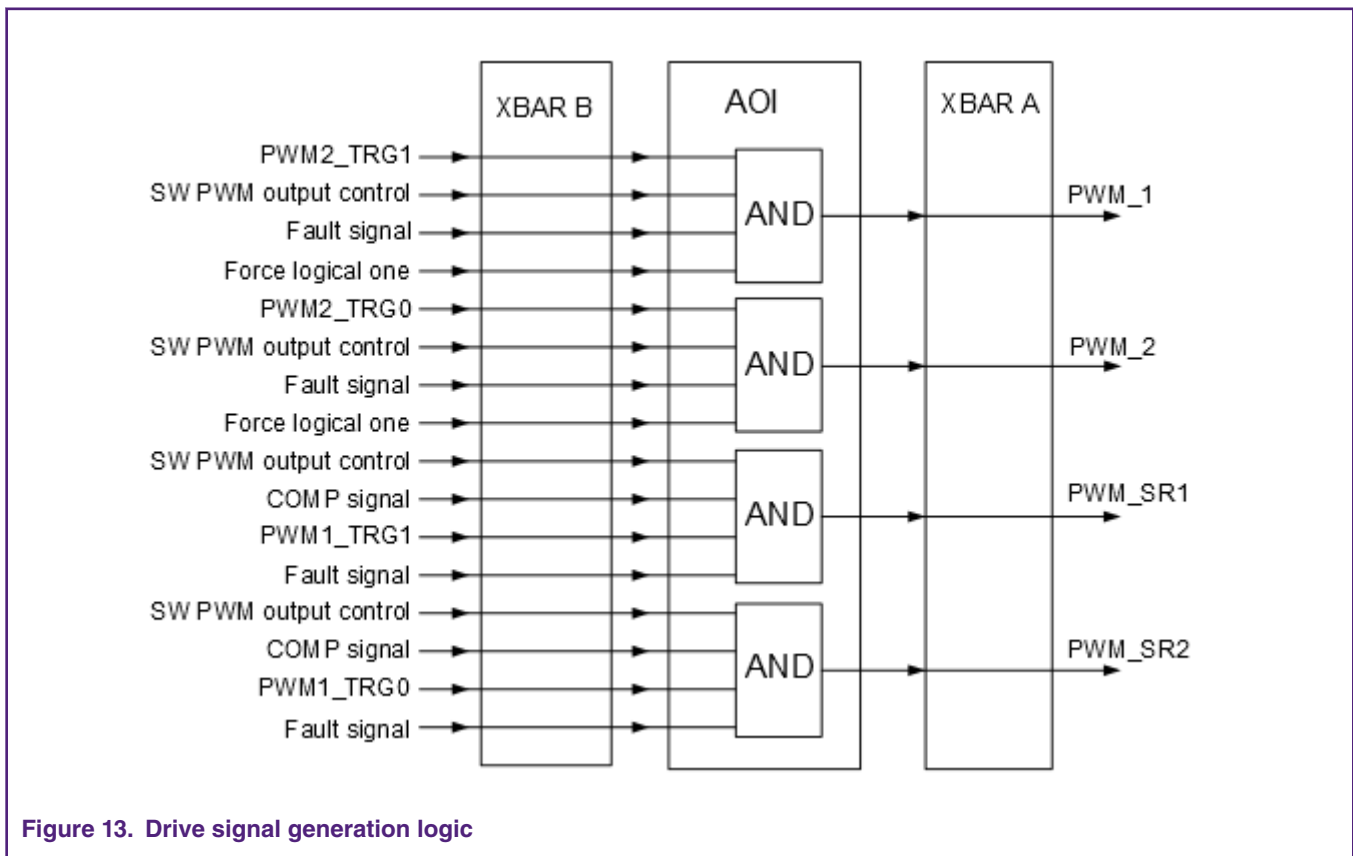 XBAR B
AOI
XBAR A
PWM2_TRG1
SW PWM output control
Fault signal
Force logical one
AND
PWM_1
PWM2_TRG0
SW PWM output control
Fault signal
Force logical one
AND
PWM_2
SW PWM output control
COMP signal
PWM1_TRG1
Fault signal
AND
PWM_SR1
SW PWM output control
COMP signal
PWM1_TRG0
Fault signal
AND
PWM_SR2
Figure 13. Drive signal generation logic